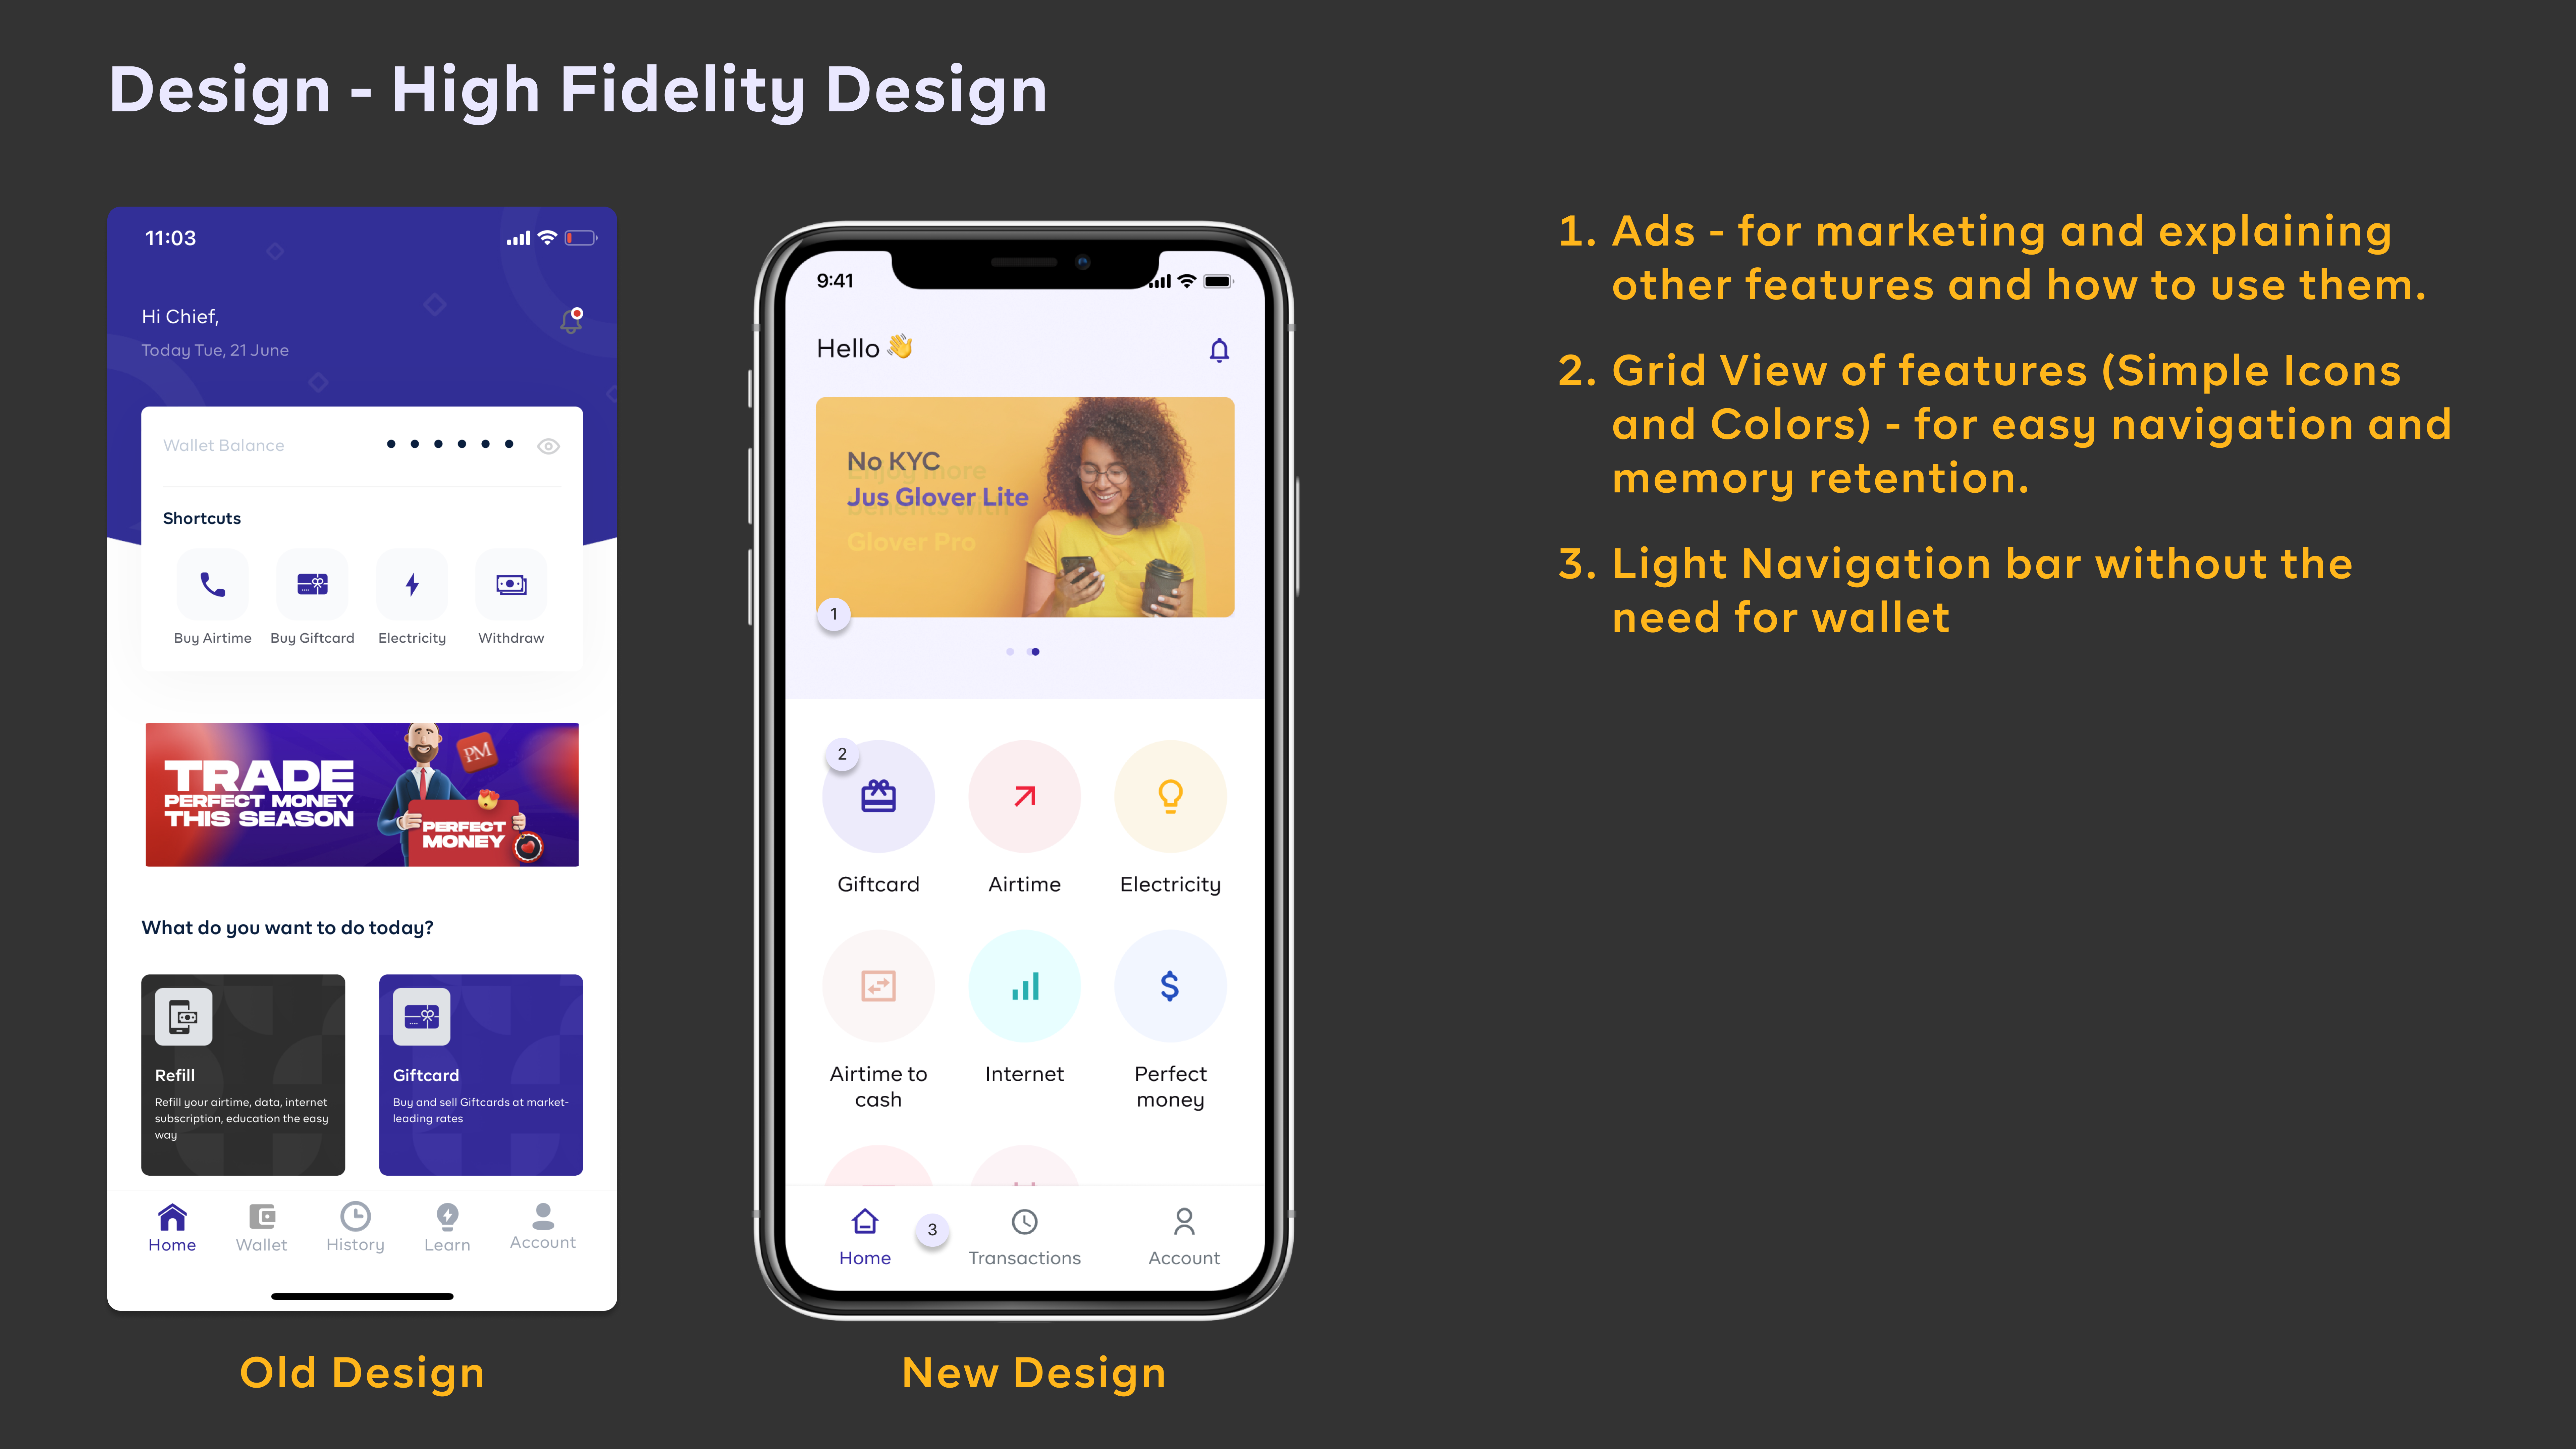 Design - High Fidelity Design
11:03
Hi Chief,
Today Tue, 21 June
Wallet Balance
Shortcuts
Buy Airtime
Buy Giftcard
Electricity
Withdraw
TRADE
PERFECT MONEY
THIS SEASON
PM
PERFECT
MONEY
What do you want to do today?
Refill
Refill your airtime, data, internet
subscription, education the easy
way
Giftcard
Buy and sell Giftcards at market-
leading rates
Home
Wallet
History
Learn
Account
Old Design
9:41
Hello 👋
No KYC
Enjoy more
Jus Glover Lite
benefits with
Glover Pro
1
2
Giftcard
Airtime
Electricity
Airtime to
cash
Internet
Perfect
money
Home
3
Transactions
Account
New Design
1. Ads - for marketing and explaining
other features and how to use them.
2. Grid View of features (Simple Icons
and Colors) - for easy navigation and
memory retention.
3. Light Navigation bar without the
need for wallet